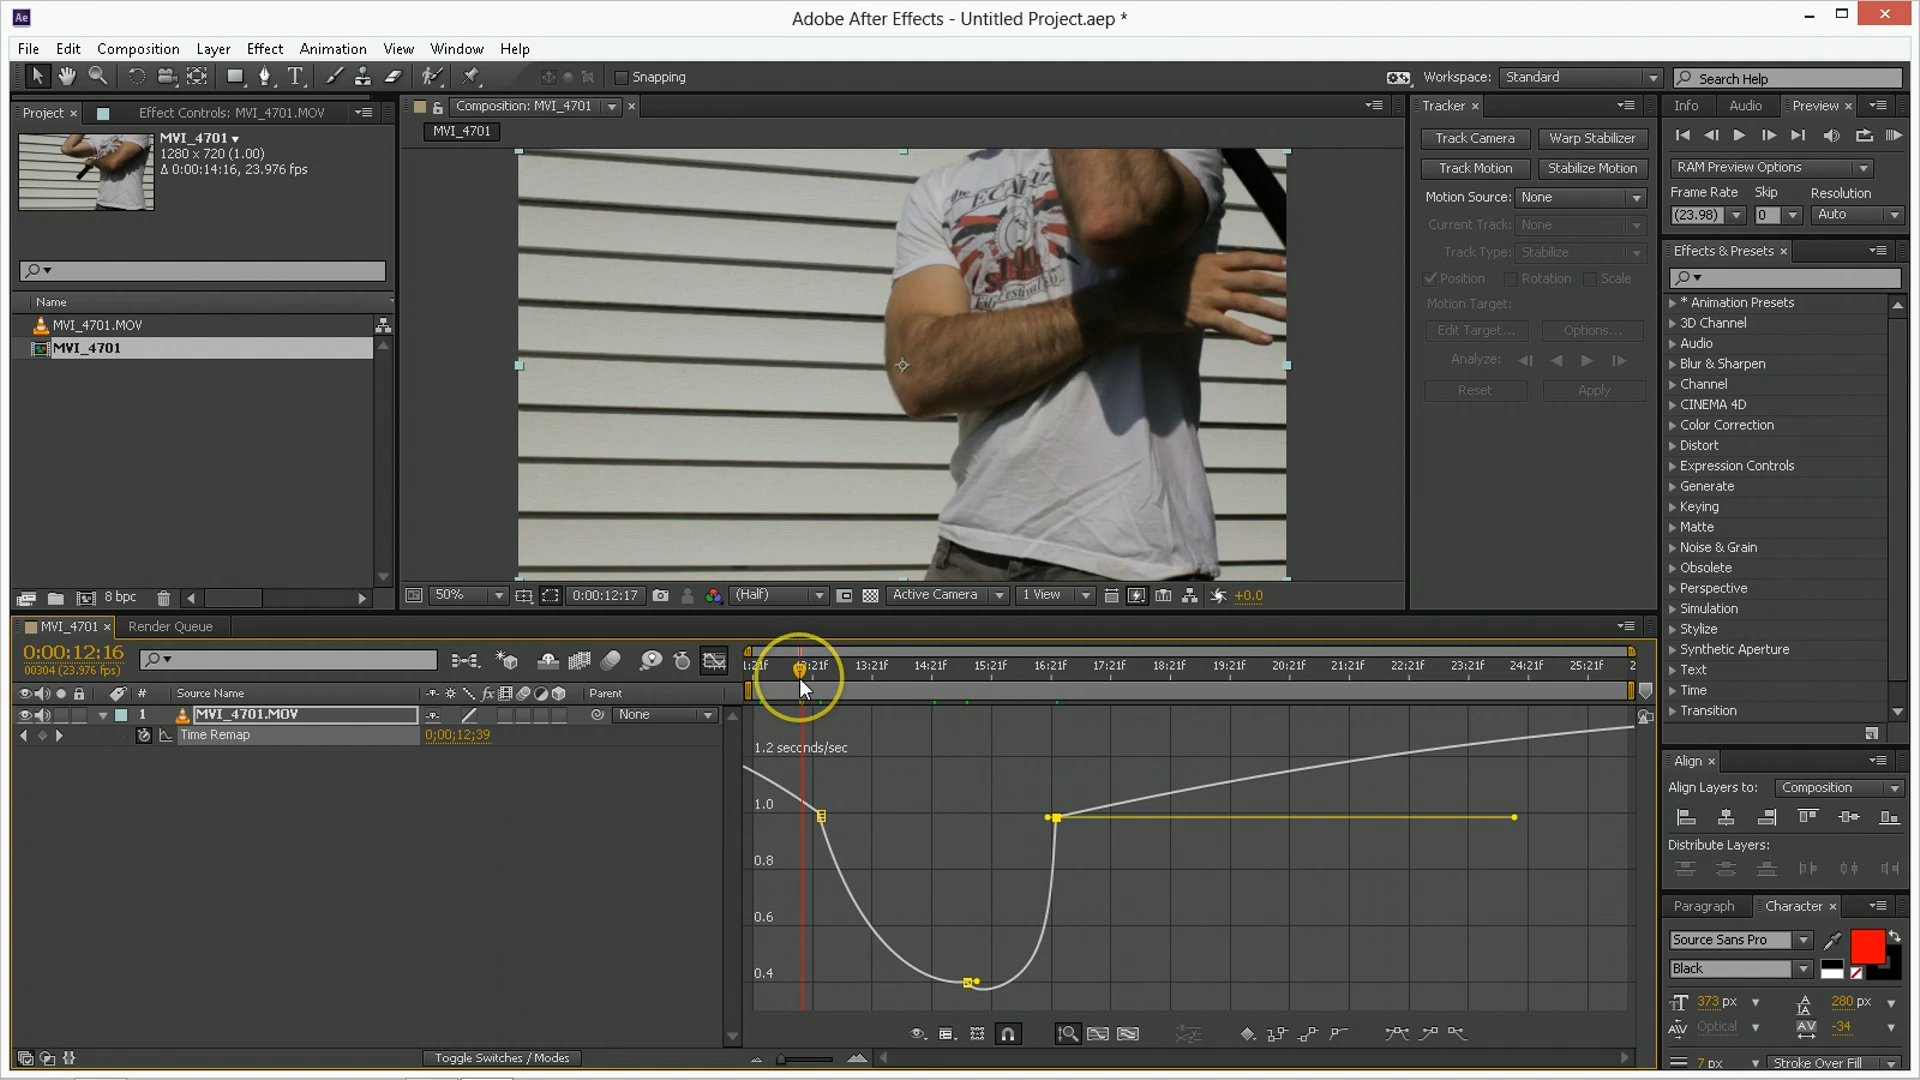 Ae
Adobe After Effects - Untitled Project.aep *
File Edit Composition Layer Effect Animation View Window Help
Snapping
Workspace: Standard
Search Help
Project × Effect Controls: MVI_4701.MOV
MVI_4701
1280 x 720 (1.00)
Δ 0:00:14:16, 23.976 fps
Name
MVI_4701.MOV
MVI_4701
8 bpc
Composition: MVI_4701 ×
MVI_4701
50% 0:00:12:17 (Half) Active Camera 1 View +0.0
Tracker ×
Track Camera Warp Stabilizer
Track Motion Stabilize Motion
Motion Source: None
Current Track: None
Track Type: Stabilize
Position Rotation Scale
Motion Target:
Edit Target... Options...
Analyze:
Reset Apply
Info Audio Preview ×
RAM Preview Options
Frame Rate Skip Resolution
(23.98) 0 Auto
Effects & Presets ×
* Animation Presets
3D Channel
Audio
Blur & Sharpen
Channel
CINEMA 4D
Color Correction
Distort
Expression Controls
Generate
Keying
Matte
Noise & Grain
Obsolete
Perspective
Simulation
Stylize
Synthetic Aperture
Text
Time
Transition
Align ×
Align Layers to: Composition
Distribute Layers:
Paragraph Character ×
Source Sans Pro
Black
373 px 280 px
Optical -34
7 px Stroke Over Fill
MVI_4701 × Render Queue
0:00:12:16
00304 (23.976 fps)
# Source Name Parent
1 MVI_4701.MOV None
Time Remap 0;00;12;39
13:21f 14:21f 15:21f 16:21f 17:21f 18:21f 19:21f 20:21f 21:21f 22:21f 23:21f 24:21f 25:21f 2
1.2 seconds/sec
1.0
0.8
0.6
0.4
Toggle Switches / Modes